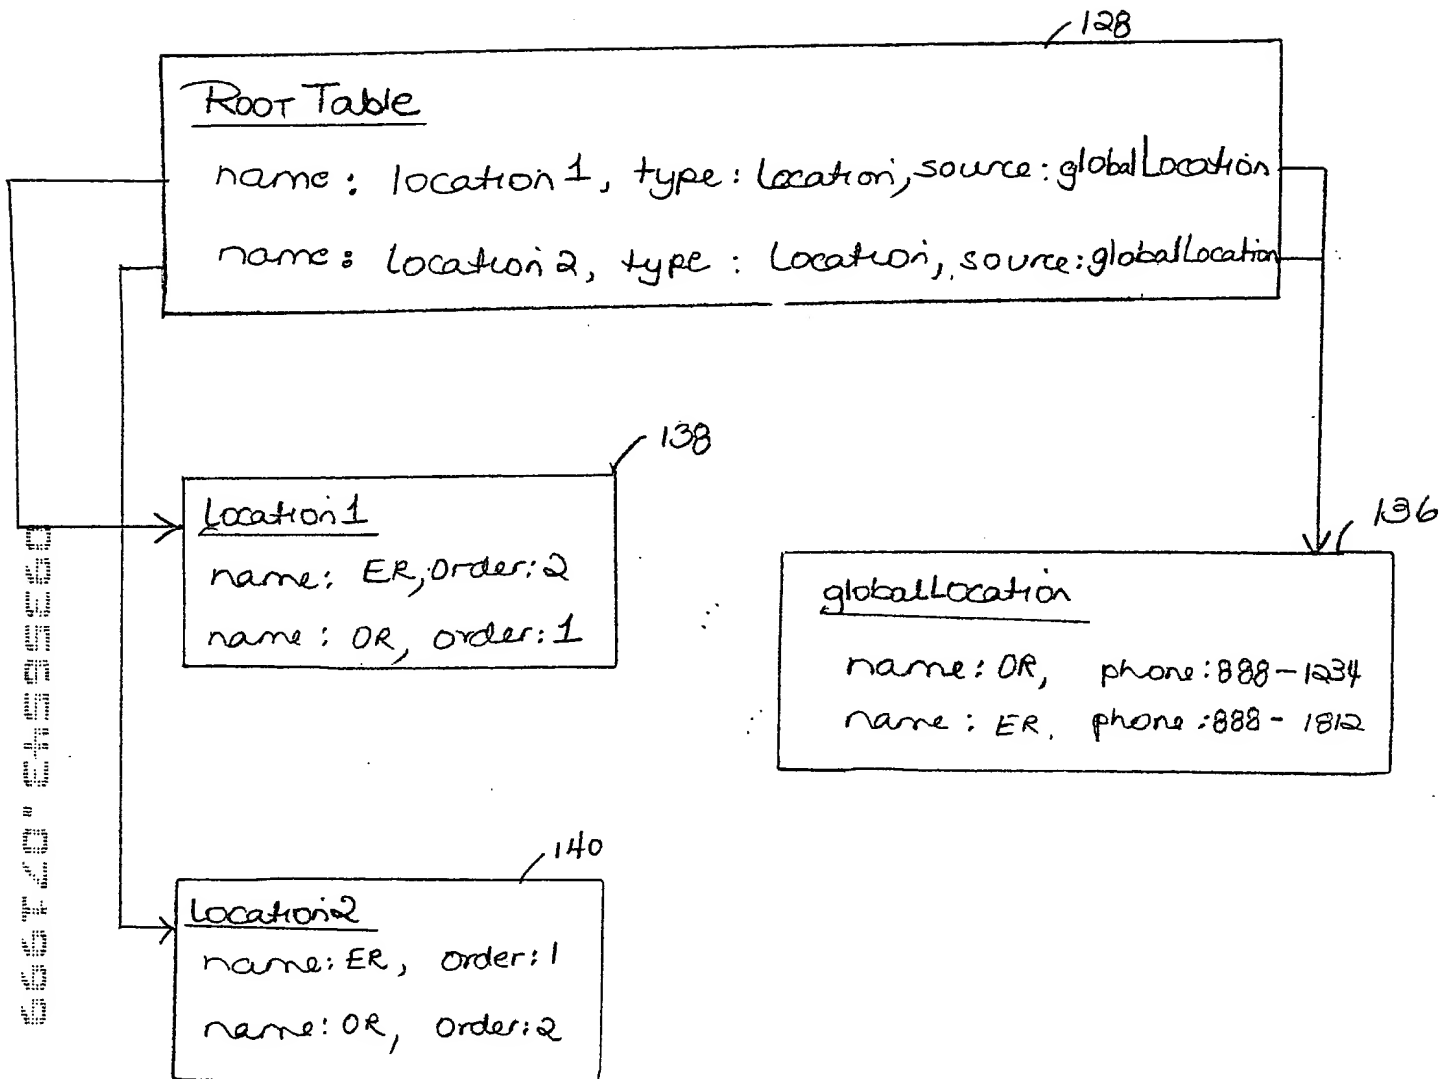 128
Root Table
name: location1, type: Location, source: globalLocation
name: location2, type: Location, source: globalLocation
138
Location1
name: ER, Order: 2
name: OR, order: 1
136
globalLocation
name: OR, phone: 888-1234
name: ER, phone: 888-1812
140
Location2
name: ER, order: 1
name: OR, order: 2